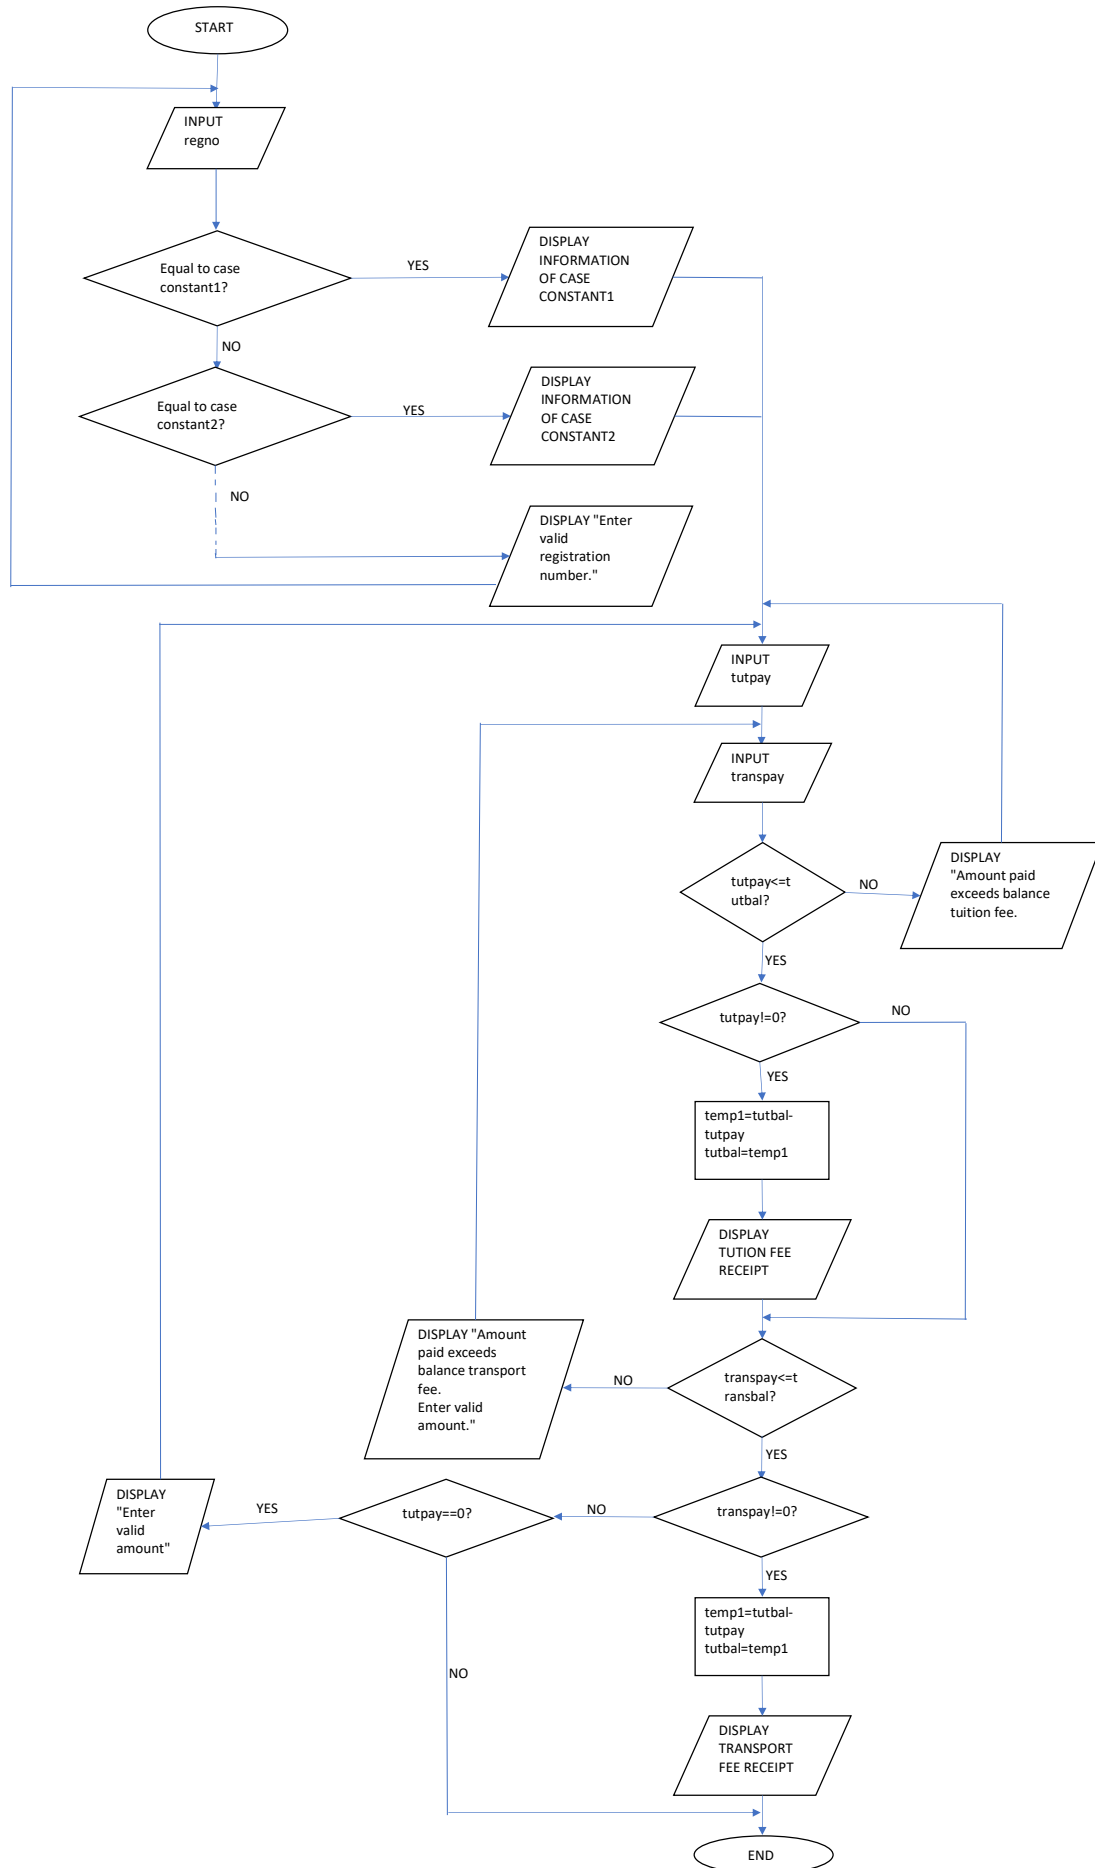 START
INPUT
regno
Equal to case
constant1?
YES
DISPLAY
INFORMATION
OF CASE
CONSTANT1
NO
Equal to case
constant2?
YES
DISPLAY
INFORMATION
OF CASE
CONSTANT2
NO
DISPLAY "Enter
valid
registration
number."
INPUT
tutpay
INPUT
transpay
tutpay<=t
utbal?
NO
DISPLAY
"Amount paid
exceeds balance
tuition fee.
YES
tutpay!=0?
NO
YES
temp1=tutbal-
tutpay
tutbal=temp1
DISPLAY
TUTION FEE
RECEIPT
transpay<=t
ransbal?
NO
DISPLAY "Amount
paid exceeds
balance transport
fee.
Enter valid
amount."
YES
transpay!=0?
NO
tutpay==0?
YES
DISPLAY
"Enter
valid
amount"
YES
temp1=tutbal-
tutpay
tutbal=temp1
NO
DISPLAY
TRANSPORT
FEE RECEIPT
END